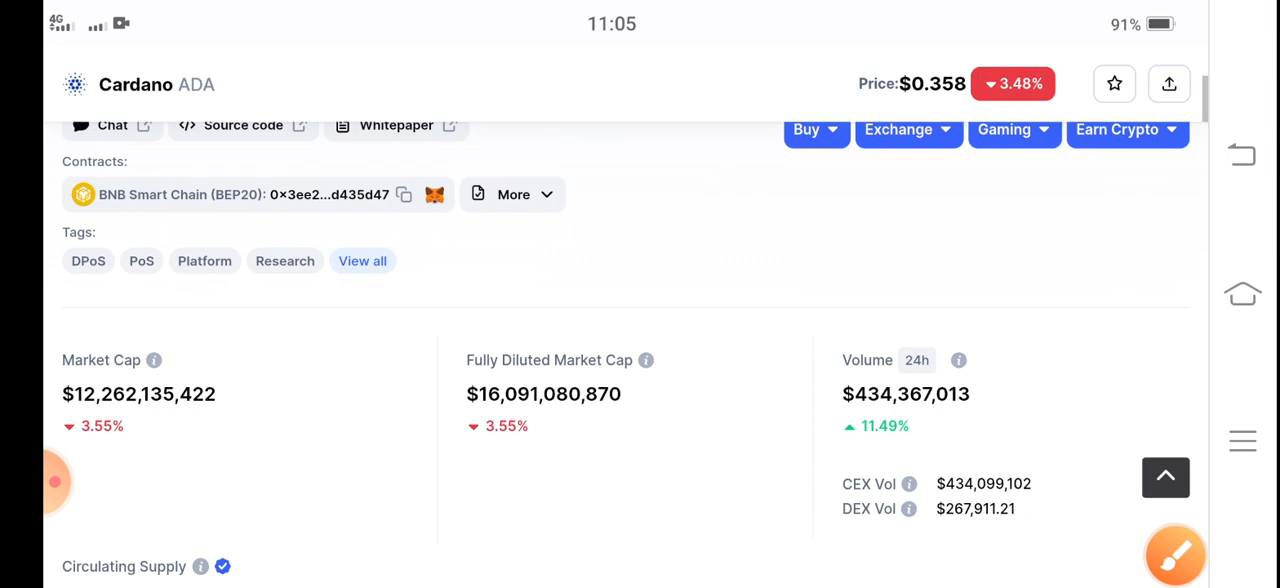 4G 11:05 91%
Cardano ADA Price:$0.358 3.48%
Chat Source code Whitepaper Buy Exchange Gaming Earn Crypto
Contracts:
BNB Smart Chain (BEP20): 0x3ee2...d435d47 More
Tags:
DPoS PoS Platform Research View all
Market Cap Fully Diluted Market Cap Volume 24h
$12,262,135,422 $16,091,080,870 $434,367,013
3.55% 3.55% 11.49%
CEX Vol $434,099,102
DEX Vol $267,911.21
Circulating Supply